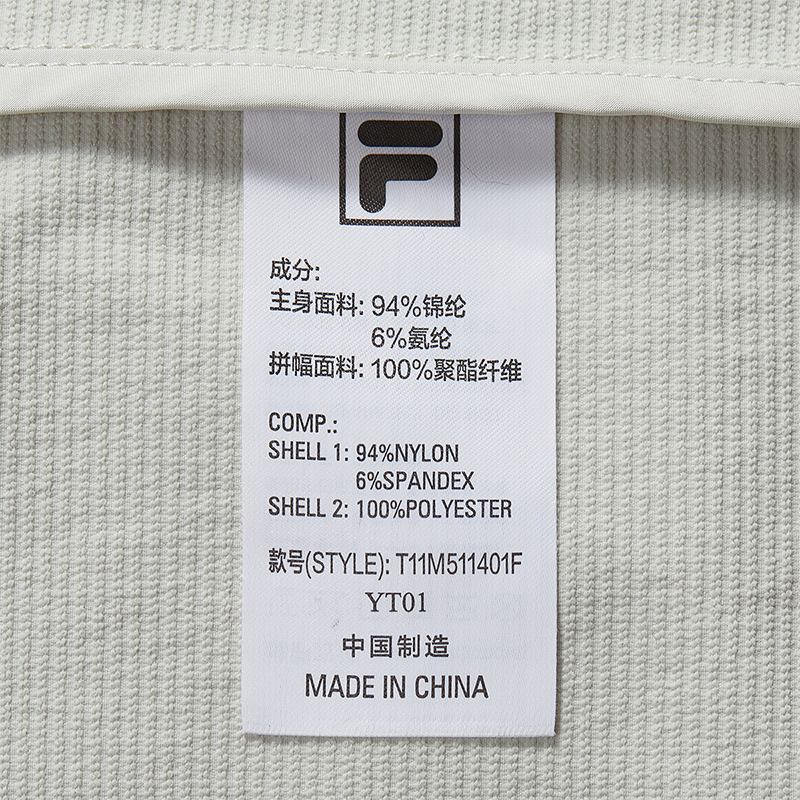 F
成分:
主身面料: 94%锦纶
6%氨纶
拼幅面料: 100%聚酯纤维
COMP.:
SHELL 1: 94%NYLON
6%SPANDEX
SHELL 2: 100%POLYESTER
款号(STYLE): T11M511401F
YT01
中国制造
MADE IN CHINA